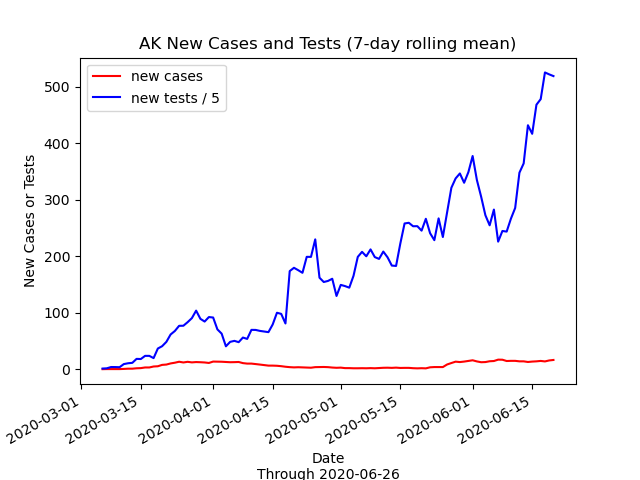 AK New Cases and Tests (7-day rolling mean)
new cases
new tests / 5
New Cases or Tests
500
400
300
200
100
0
2020-03-01
2020-03-15
2020-04-01
2020-04-15
2020-05-01
2020-05-15
2020-06-01
2020-06-15
Date
Through 2020-06-26